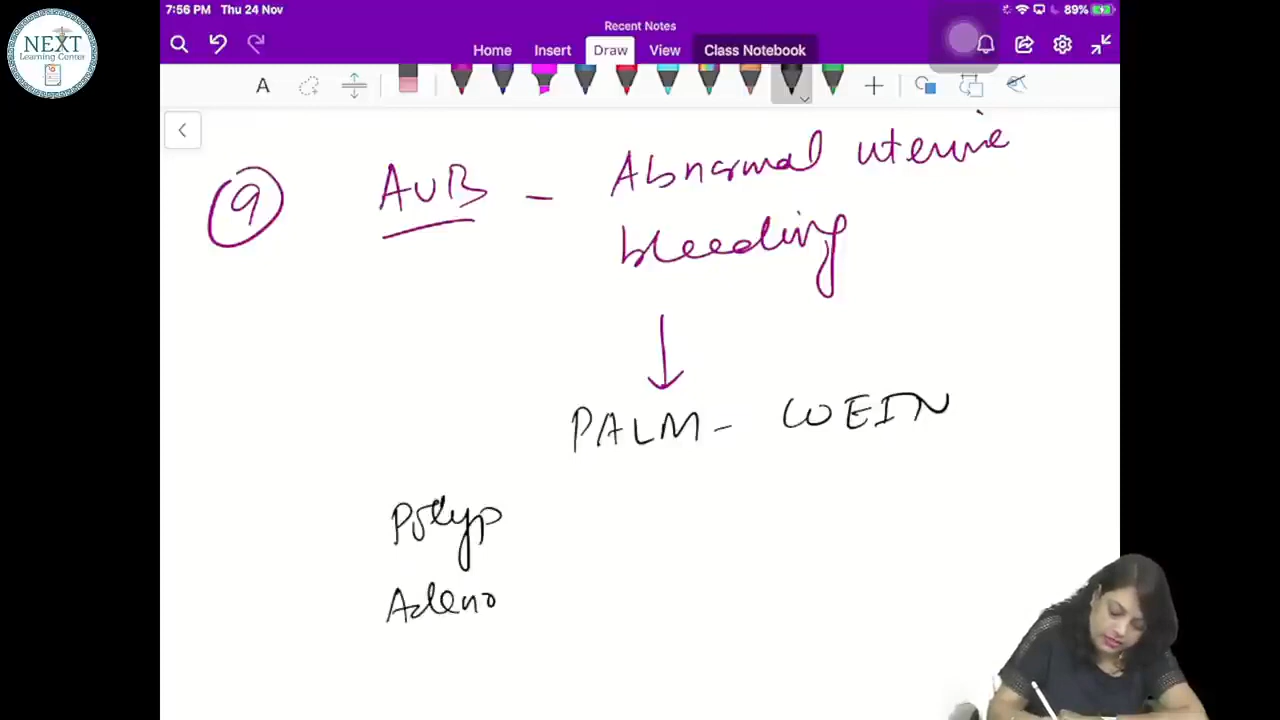 7:56 PM Thu 24 Nov
89%
Recent Notes
Home Insert Draw View Class Notebook
NEXT
Learning Center
A
9 AUB - Abnormal uterine
bleeding
PALM - COEIN
Polyp
Adeno